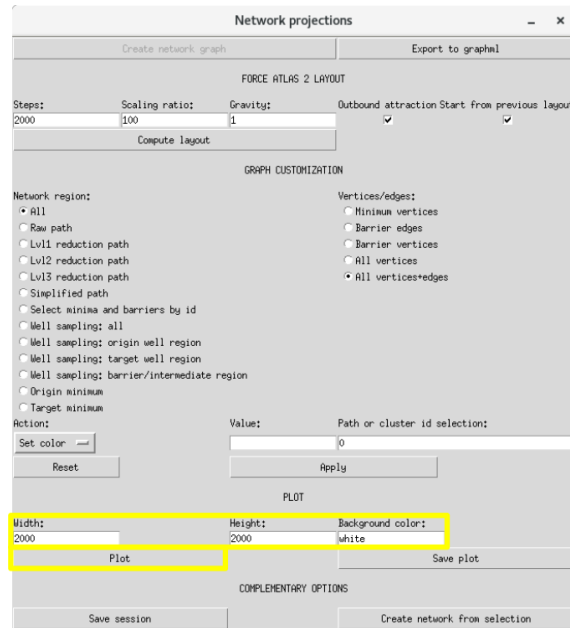 Network projections
Create network graph Export to graphml
FORCE ATLAS 2 LAYOUT
Steps: Scaling ratio: Gravity: Outbound attraction Start from previous layout
2000 100 1
Compute layout
GRAPH CUSTOMIZATION
Network region: Vertices/edges:
All Minimum vertices
Raw path Barrier edges
Lvl1 reduction path Barrier vertices
Lvl2 reduction path All vertices
Lvl3 reduction path All vertices+edges
Simplified path
Select minima and barriers by id
Well sampling: all
Well sampling: origin well region
Well sampling: target well region
Well sampling: barrier/intermediate region
Origin minimum
Target minimum
Action: Value: Path or cluster id selection:
Set color 0
Reset Apply
PLOT
Width: Height: Background color:
2000 2000 white
Plot Save plot
COMPLEMENTARY OPTIONS
Save session Create network from selection